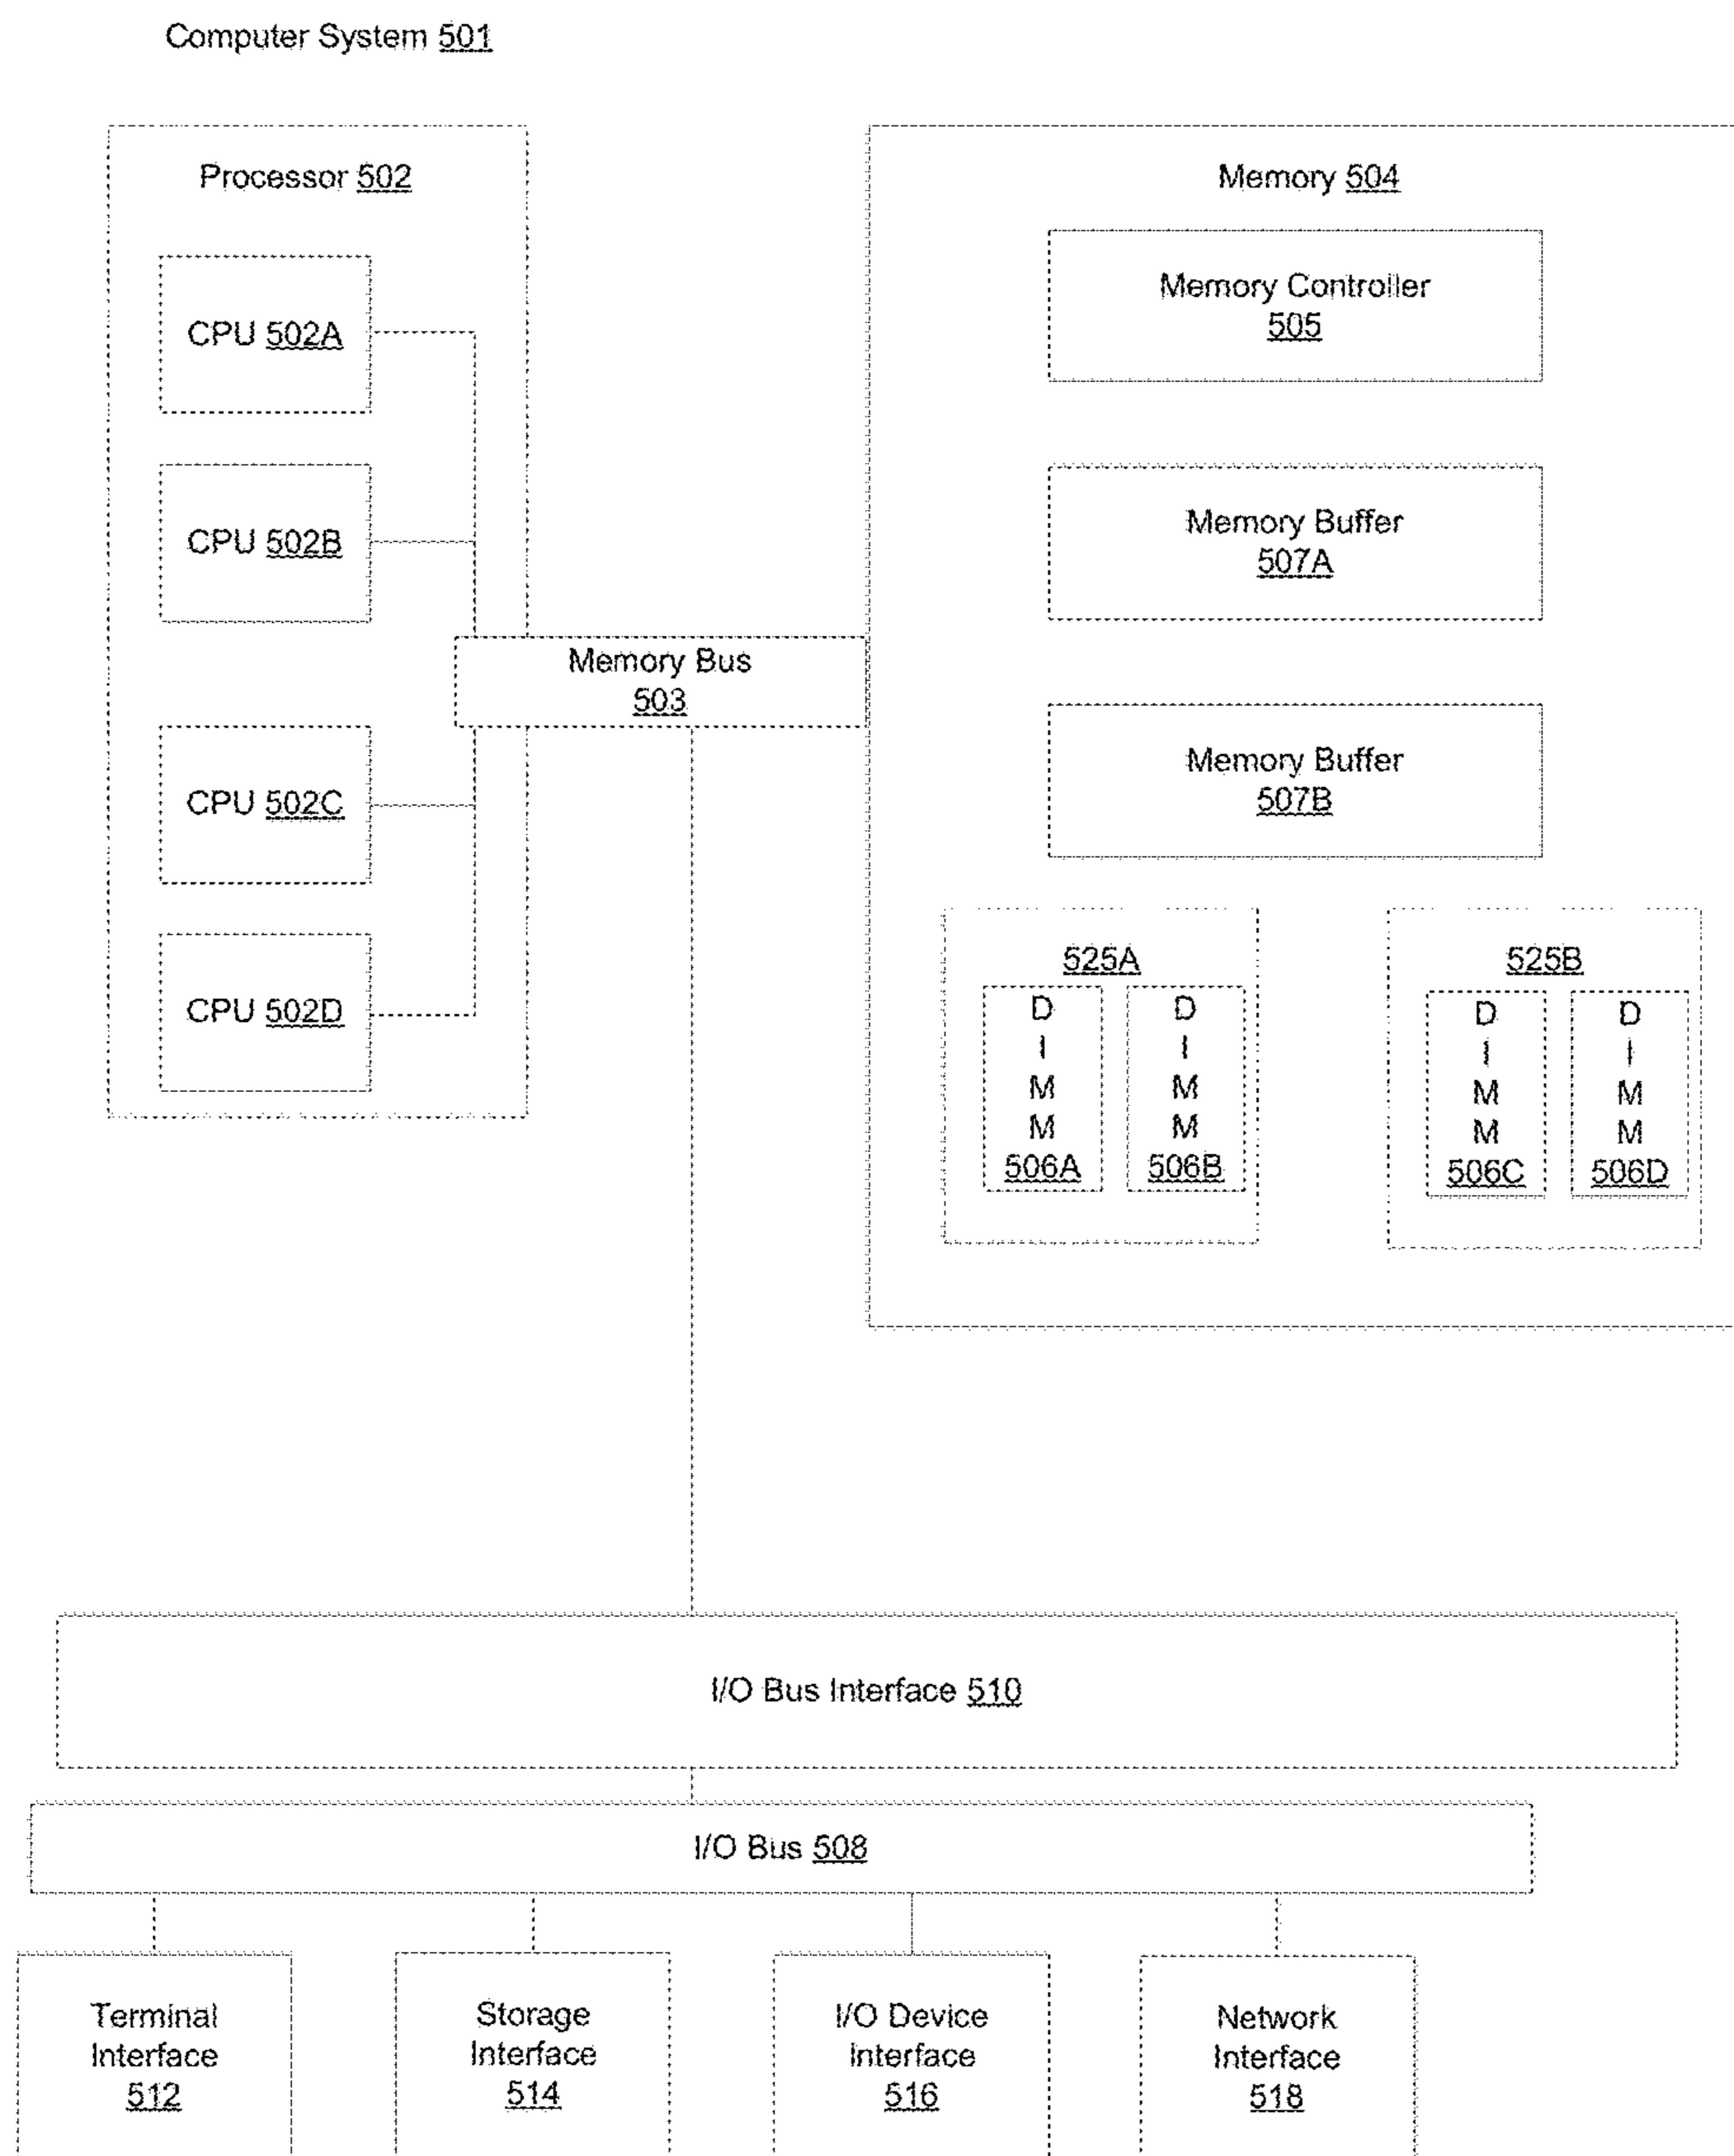 Computer System 501
Processor 502
CPU 502A
CPU 502B
CPU 502C
CPU 502D
Memory Bus
503
Memory 504
Memory Controller
505
Memory Buffer
507A
Memory Buffer
507B
525A
D
I
M
M
506A
D
I
M
M
506B
525B
D
I
M
M
506C
D
I
M
M
506D
I/O Bus Interface 510
I/O Bus 508
Terminal
Interface
512
Storage
Interface
514
I/O Device
Interface
516
Network
Interface
518